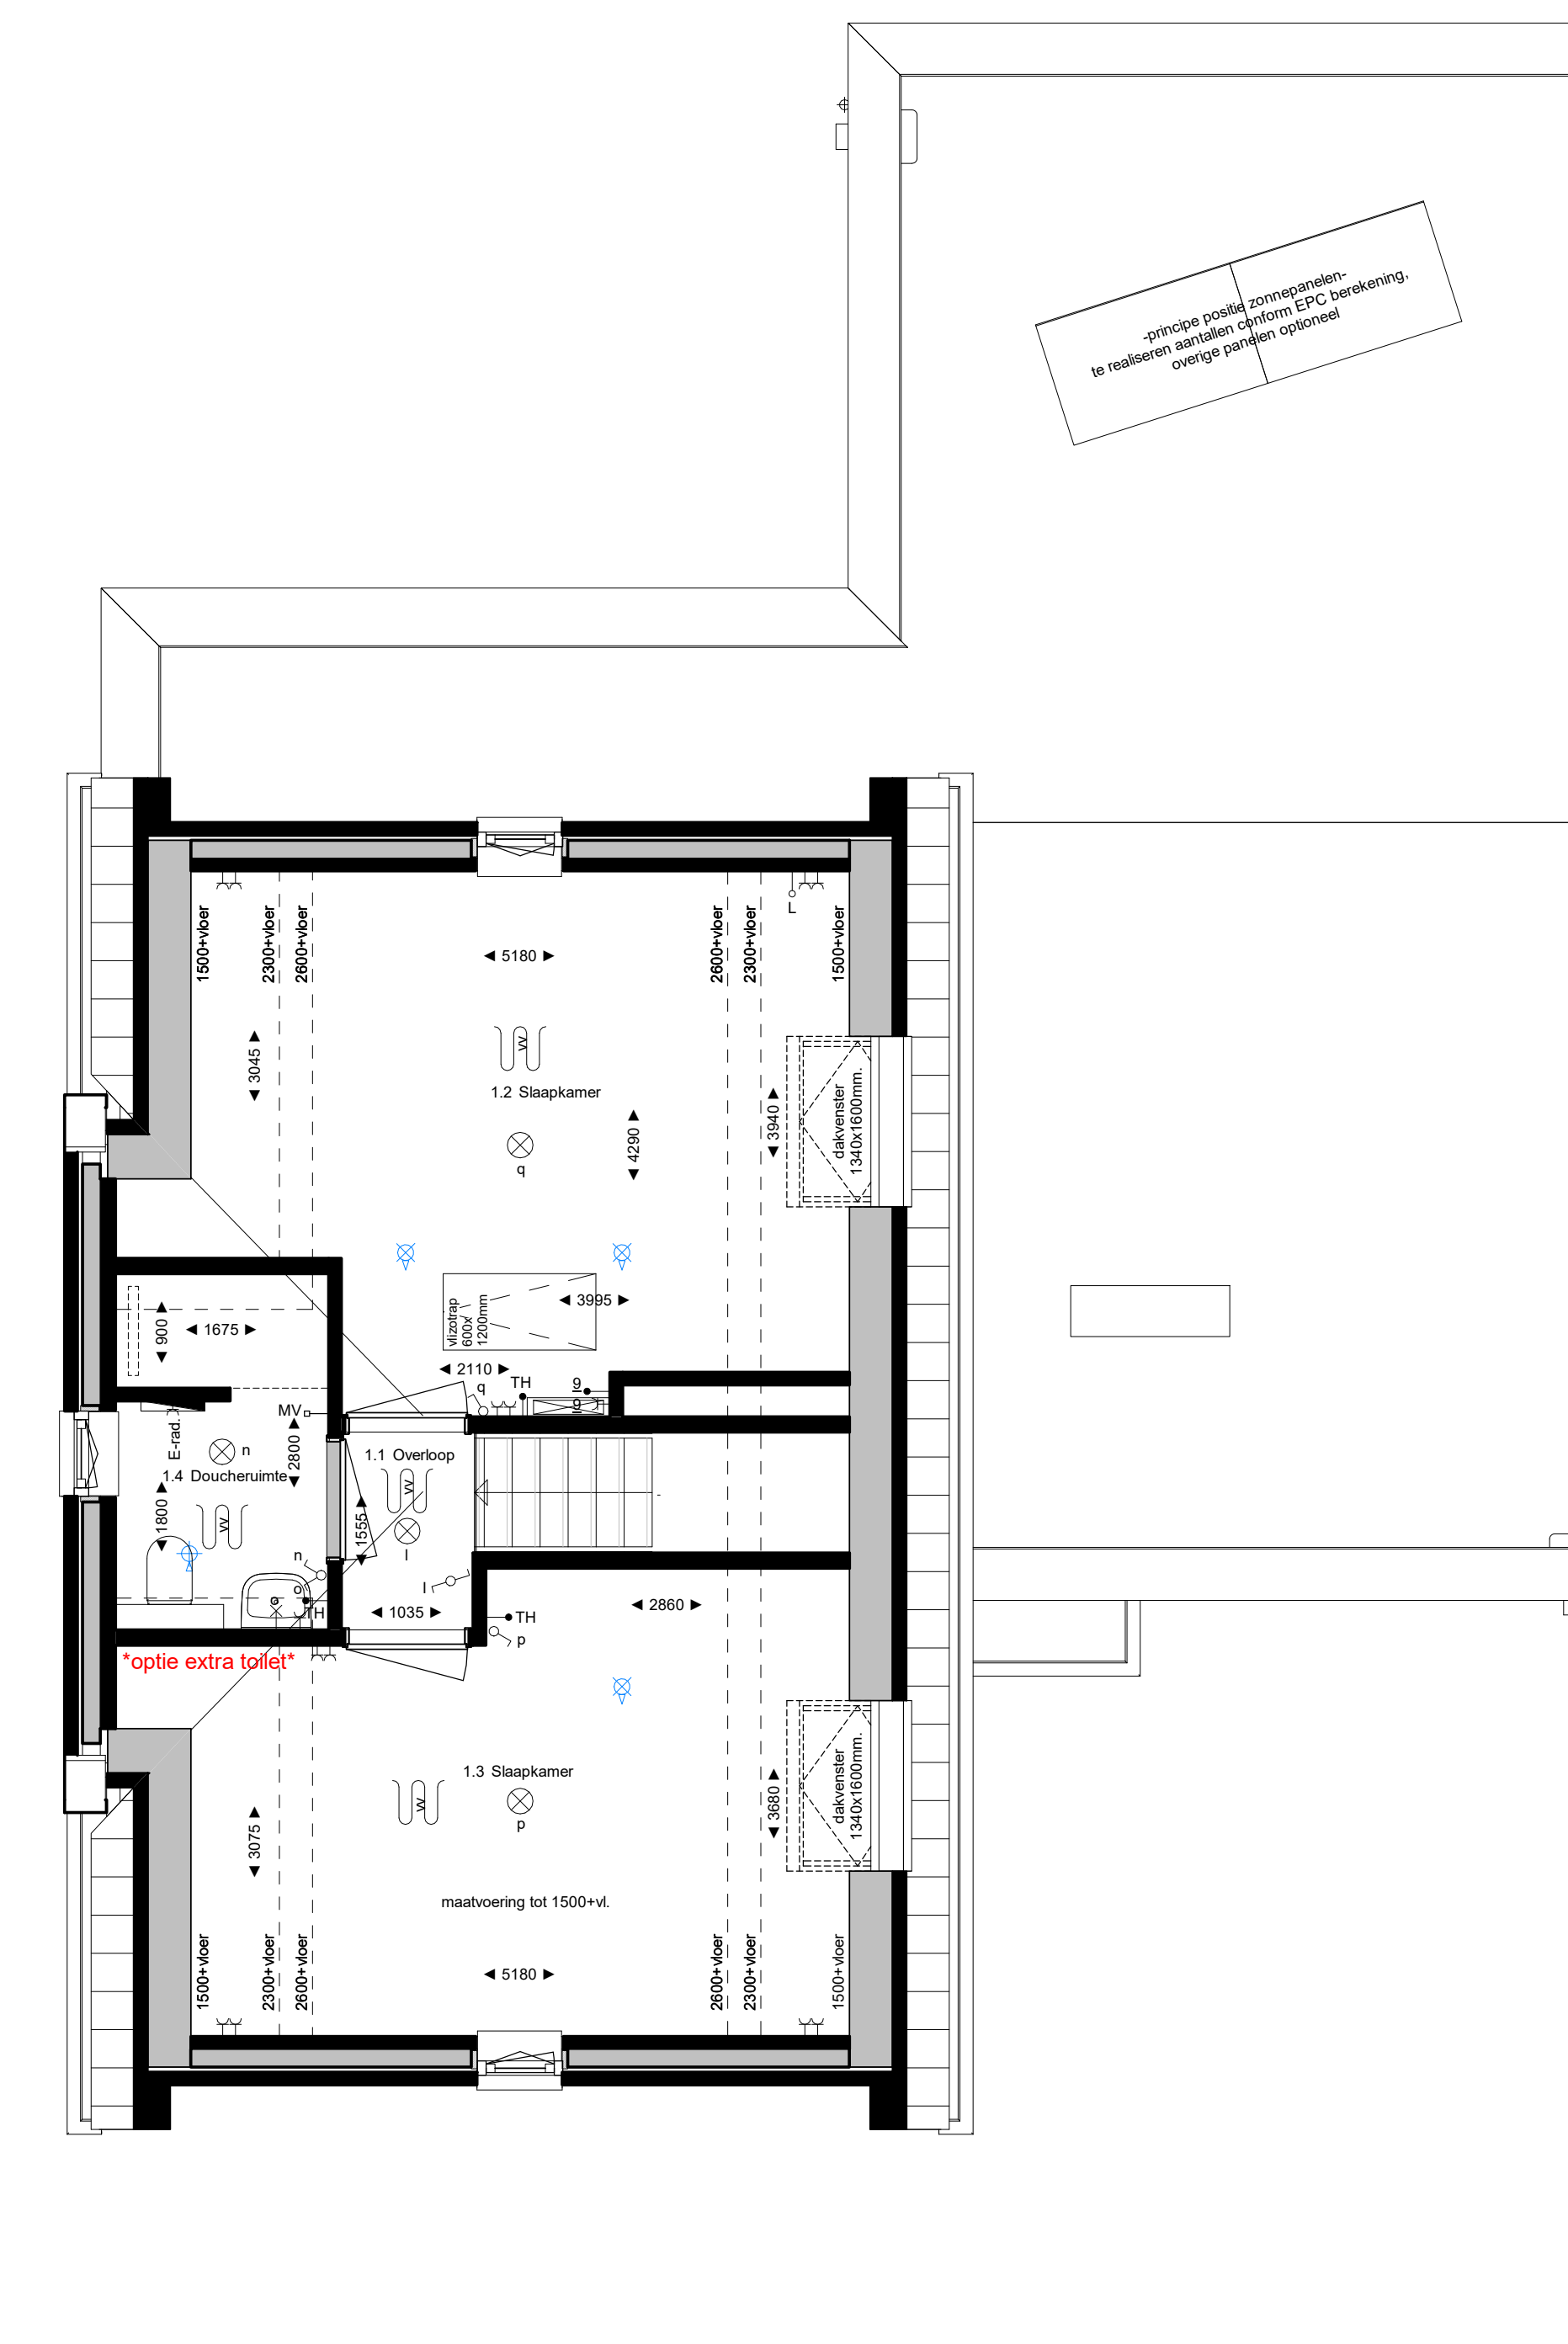 -principe positie zonnepanelen-
te realiseren aantallen conform EPC berekening,
overige panelen optioneel
1500+vloer
2300+vloer
2600+vloer
2600+vloer
2300+vloer
1500+vloer
L
5180
3045
vv
1.2 Slaapkamer
q
4290
3940
dakvenster
1340x1600mm.
vlizotrap
600x
1200mm
3995
900
1675
2110
q
TH
9
9
MV
E-rad.
n
2800
1.4 Doucheruimte
1800
vv
1.1 Overloop
vv
1555
l
n
o
TH
l
1035
TH
p
2860
*optie extra toilet*
1.3 Slaapkamer
vv
p
3680
dakvenster
1340x1600mm.
3075
maatvoering tot 1500+vl.
5180
1500+vloer
2300+vloer
2600+vloer
2600+vloer
2300+vloer
1500+vloer